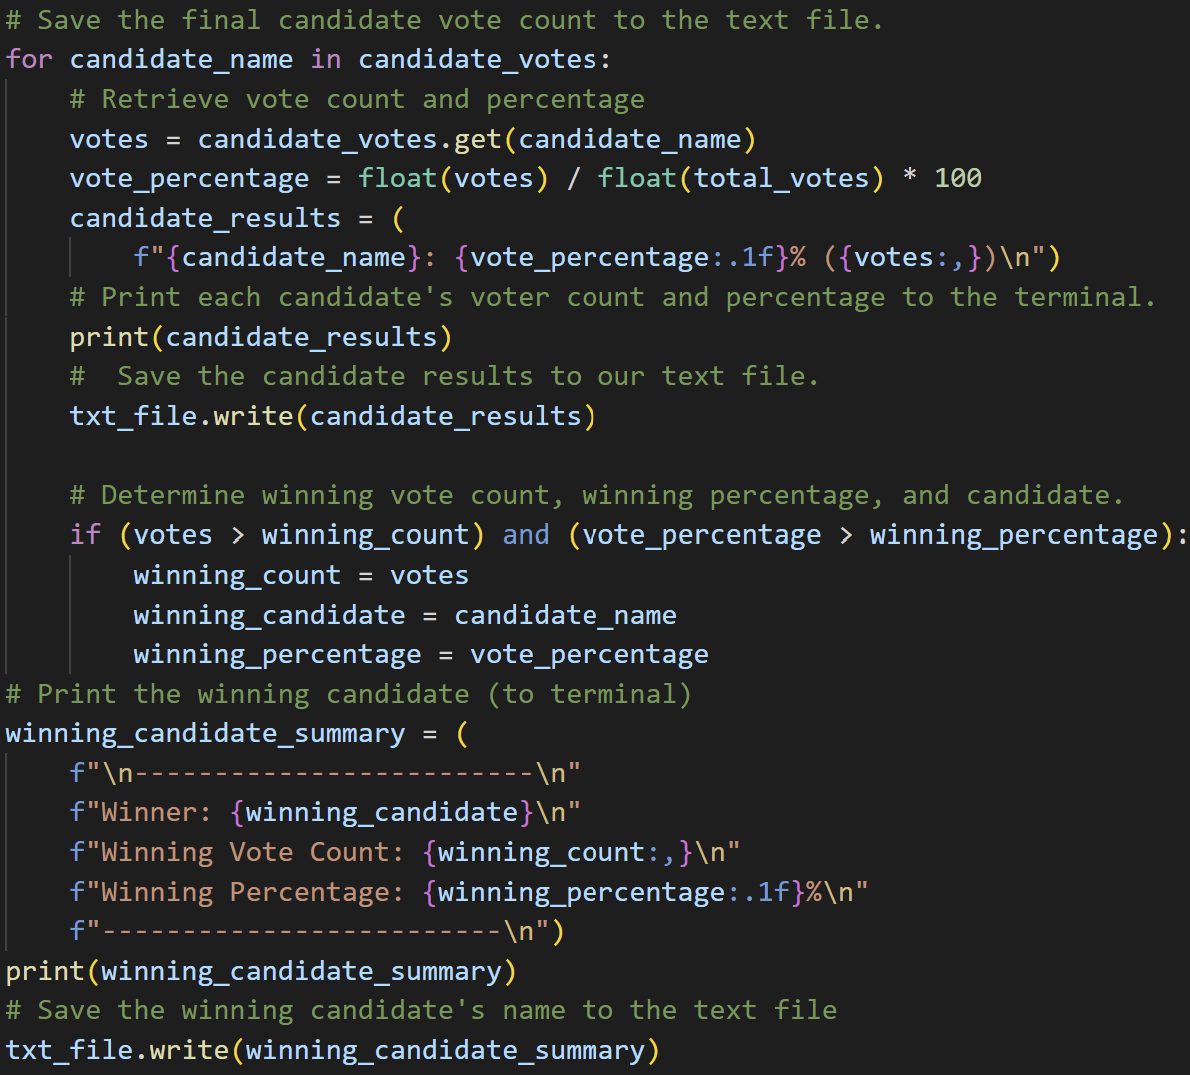 # Save the final candidate vote count to the text file.
for candidate_name in candidate_votes:
    # Retrieve vote count and percentage
    votes = candidate_votes.get(candidate_name)
    vote_percentage = float(votes) / float(total_votes) * 100
    candidate_results = (
        f"{candidate_name}: {vote_percentage:.1f}% ({votes:,})\n")
    # Print each candidate's voter count and percentage to the terminal.
    print(candidate_results)
    #  Save the candidate results to our text file.
    txt_file.write(candidate_results)

    # Determine winning vote count, winning percentage, and candidate.
    if (votes > winning_count) and (vote_percentage > winning_percentage):
        winning_count = votes
        winning_candidate = candidate_name
        winning_percentage = vote_percentage
# Print the winning candidate (to terminal)
winning_candidate_summary = (
    f"\n-------------------------\n"
    f"Winner: {winning_candidate}\n"
    f"Winning Vote Count: {winning_count:,}\n"
    f"Winning Percentage: {winning_percentage:.1f}%\n"
    f"-------------------------\n")
print(winning_candidate_summary)
# Save the winning candidate's name to the text file
txt_file.write(winning_candidate_summary)